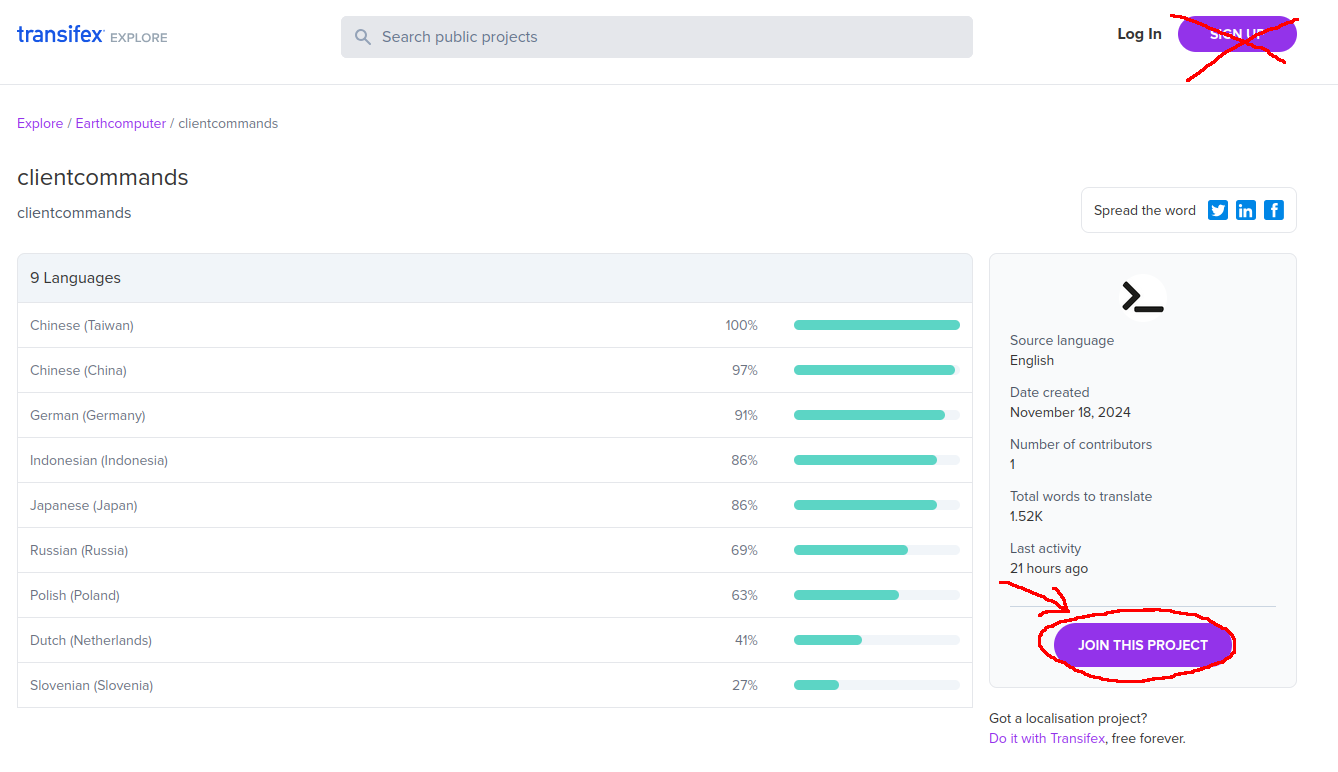 transifex EXPLORE
Search public projects
Log In
SIGN UP
Explore / Earthcomputer / clientcommands
clientcommands
clientcommands
Spread the word
9 Languages
Chinese (Taiwan) 100%
Chinese (China) 97%
German (Germany) 91%
Indonesian (Indonesia) 86%
Japanese (Japan) 86%
Russian (Russia) 69%
Polish (Poland) 63%
Dutch (Netherlands) 41%
Slovenian (Slovenia) 27%
Source language
English
Date created
November 18, 2024
Number of contributors
1
Total words to translate
1.52K
Last activity
21 hours ago
JOIN THIS PROJECT
Got a localisation project?
Do it with Transifex, free forever.